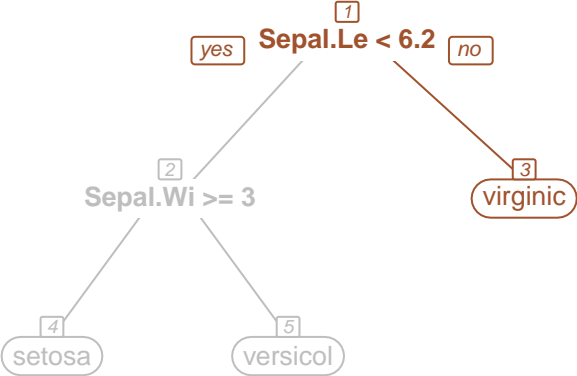 1
yes Sepal.Le < 6.2 no
2
3
Sepal.Wi >= 3
virginic
4
5
setosa
versicol